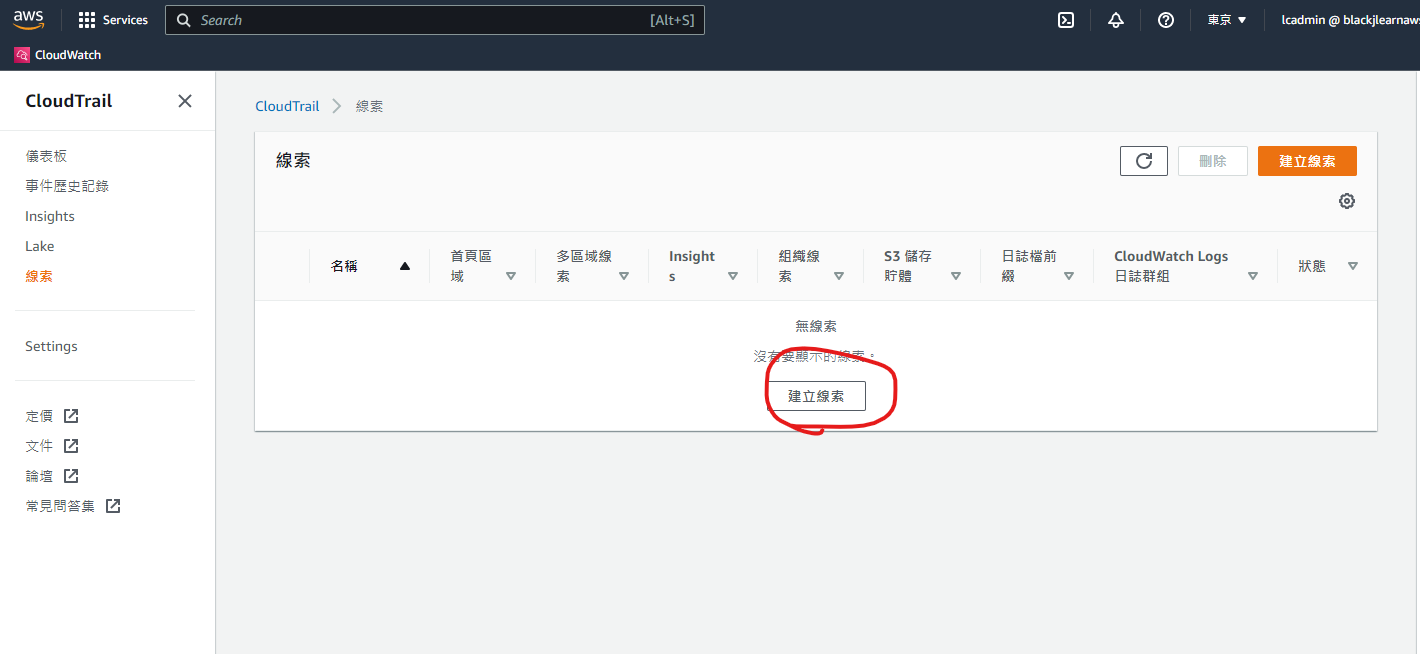 aws Services Search [Alt+S] 東京 ▼ lcadmin @ blackjlearnaws
CloudWatch
CloudTrail
儀表板
事件歷史記錄
Insights
Lake
線索
Settings
定價
文件
論壇
常見問答集
CloudTrail > 線索
線索 刪除 建立線索
名稱 ▲ 首頁區域 ▽ 多區域線索 ▽ Insights ▽ 組織線索 ▽ S3 儲存貯體 ▽ 日誌檔前綴 ▽ CloudWatch Logs 日誌群組 ▽ 狀態 ▽
無線索
沒有要顯示的線索。
建立線索